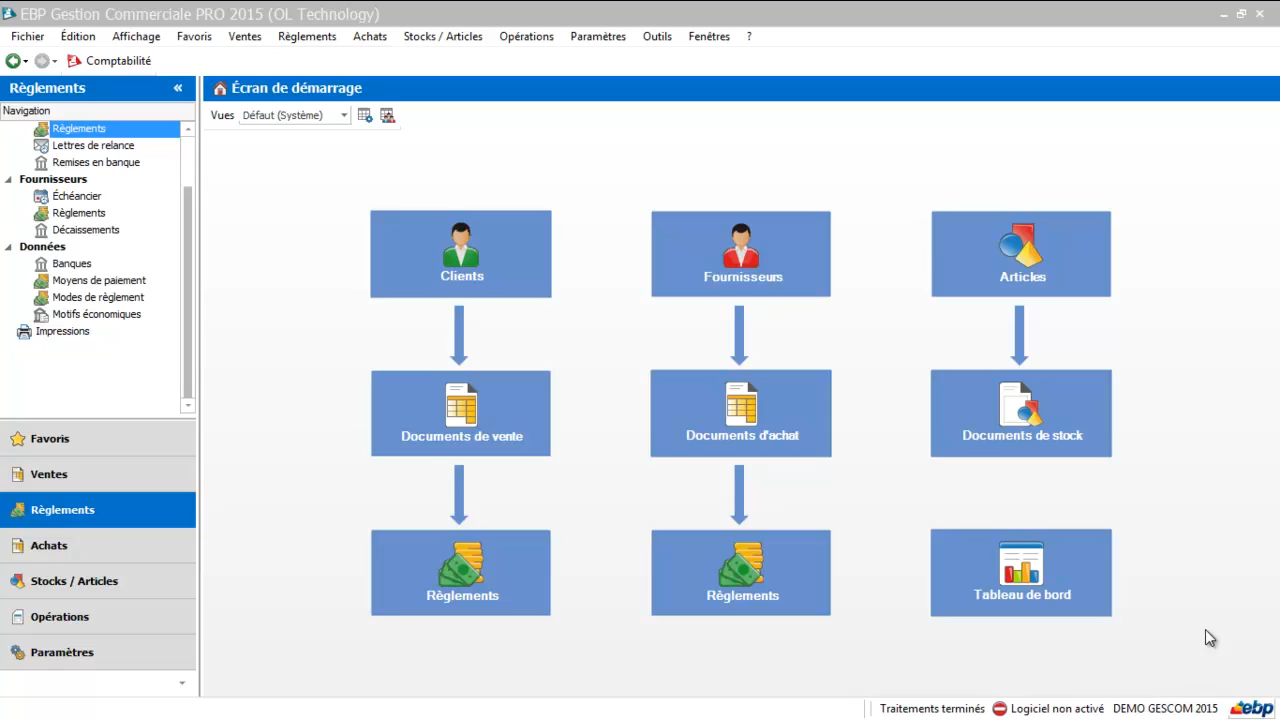 EBP Gestion Commerciale PRO 2015 (OL Technology)
Fichier Édition Affichage Favoris Ventes Règlements Achats Stocks / Articles Opérations Paramètres Outils Fenêtres ?
Comptabilité
Règlements «
Écran de démarrage
Navigation
Vues Défaut (Système)
Règlements
Lettres de relance
Remises en banque
Fournisseurs
Échéancier
Règlements
Décaissements
Données
Banques
Moyens de paiement
Modes de règlement
Motifs économiques
Impressions
Favoris
Ventes
Règlements
Achats
Stocks / Articles
Opérations
Paramètres
Clients
Fournisseurs
Articles
Documents de vente
Documents d'achat
Documents de stock
Règlements
Règlements
Tableau de bord
Traitements terminés Logiciel non activé DEMO GESCOM 2015 ebp